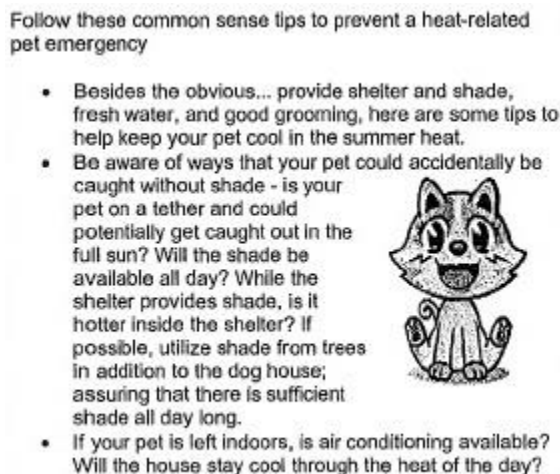 Follow these common sense tips to prevent a heat-related
pet emergency
• Besides the obvious... provide shelter and shade,
fresh water, and good grooming, here are some tips to
help keep your pet cool in the summer heat.
• Be aware of ways that your pet could accidentally be
caught without shade - is your
pet on a tether and could
potentially get caught out in the
full sun? Will the shade be
available all day? While the
shelter provides shade, is it
hotter inside the shelter? If
possible, utilize shade from trees
in addition to the dog house;
assuring that there is sufficient
shade all day long.
• If your pet is left indoors, is air conditioning available?
Will the house stay cool through the heat of the day?